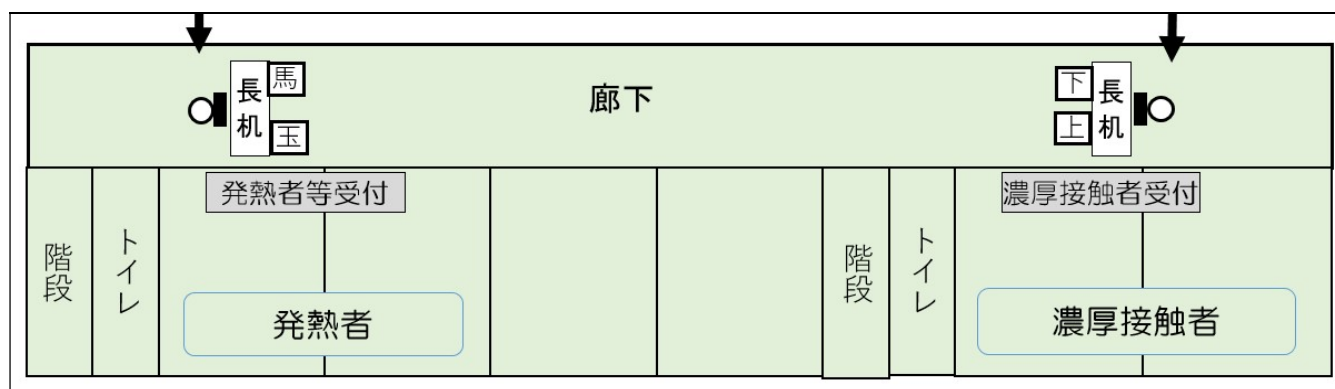 長机
馬
玉
廊下
下
上
長机
発熱者等受付
濃厚接触者受付
階段
トイレ
発熱者
階段
トイレ
濃厚接触者